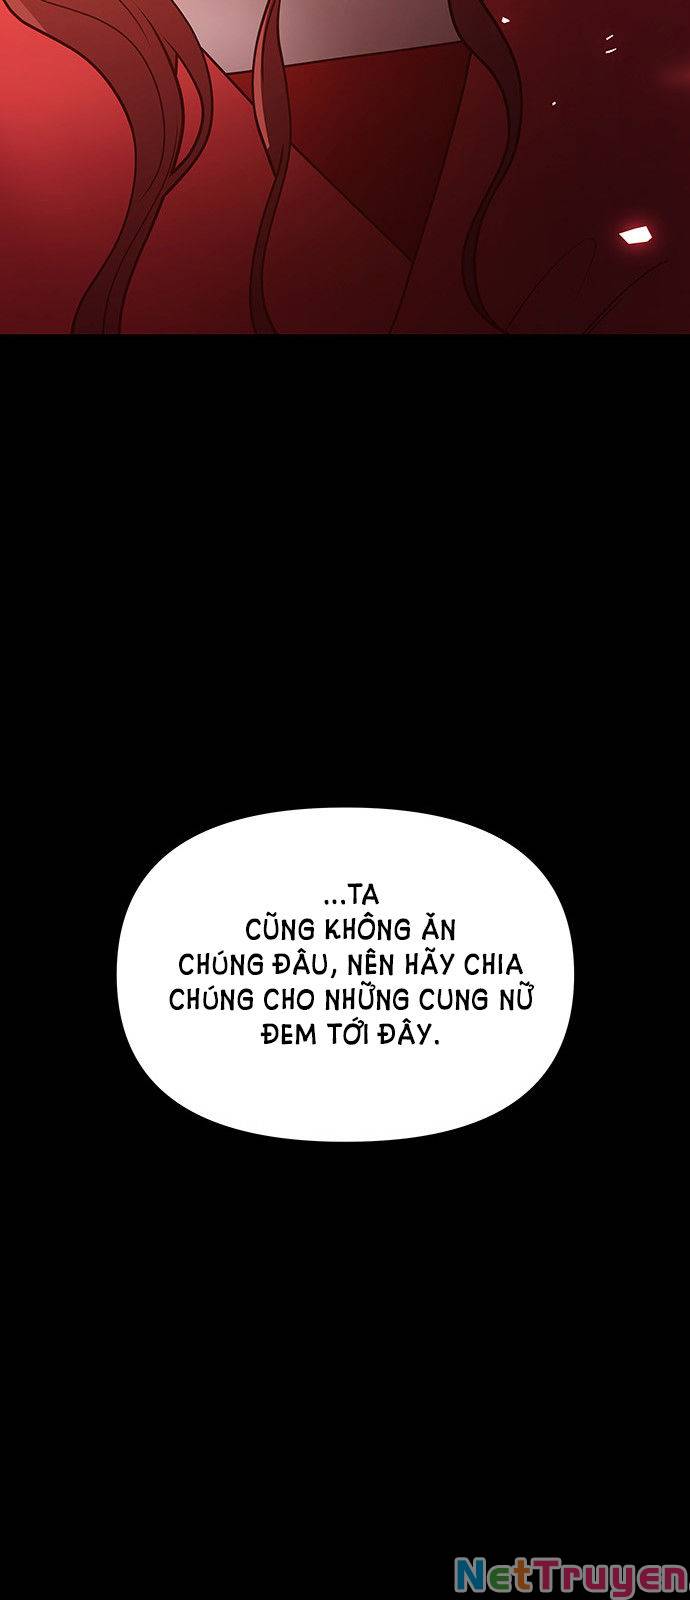 ...TA
CŨNG KHÔNG ĂN
CHÚNG ĐÂU, NÊN HÃY CHIA
CHÚNG CHO NHỮNG CUNG NỮ
ĐEM TỚI ĐÂY.
NETTRUYEN